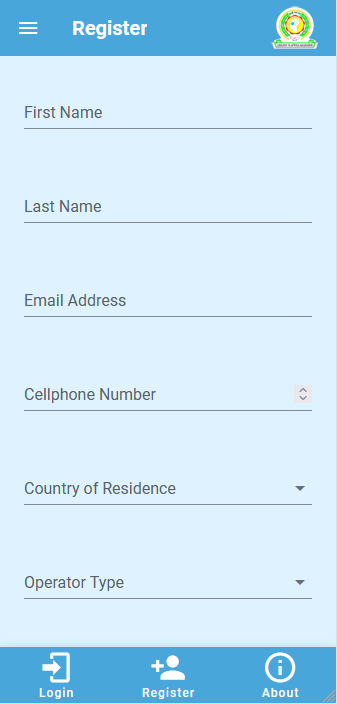 Register
First Name
Last Name
Email Address
Cellphone Number
Country of Residence
Operator Type
Login
Register
About